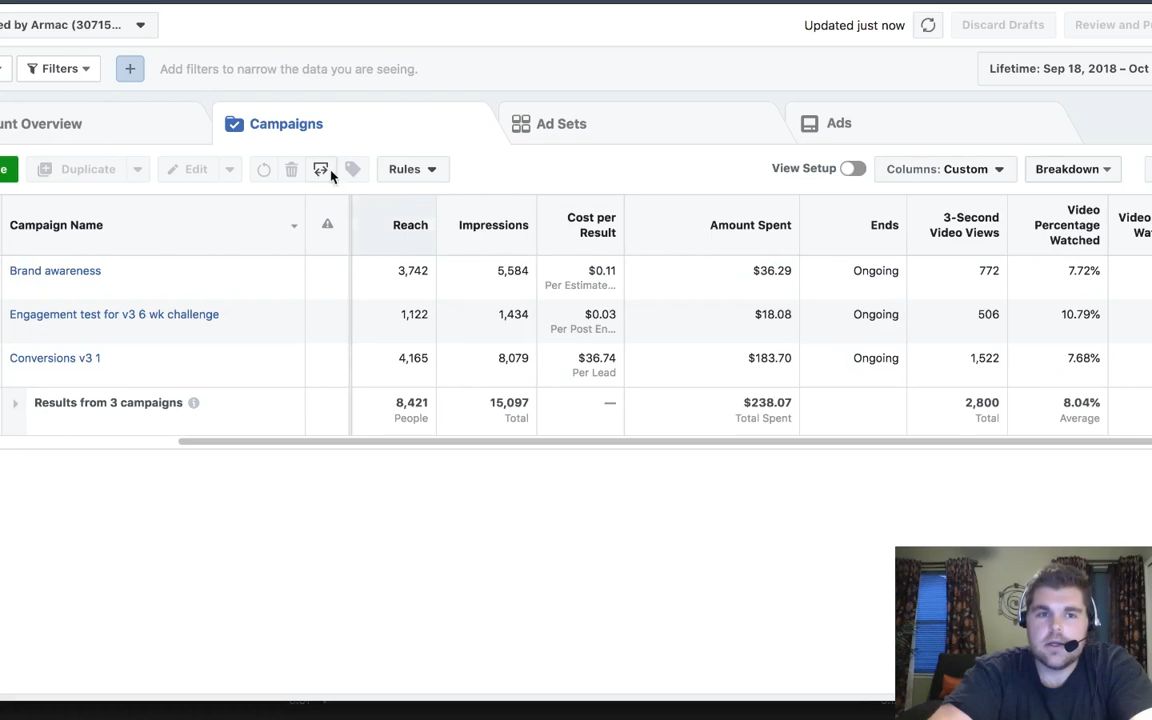 ed by Armac (30715...
Updated just now
Discard Drafts
Review and Pu
Filters
Add filters to narrow the data you are seeing.
Lifetime: Sep 18, 2018 – Oct
unt Overview
Campaigns
Ad Sets
Ads
e
Duplicate
Edit
Rules
View Setup
Columns: Custom
Breakdown
Campaign Name
Reach
Impressions
Cost per
Result
Amount Spent
Ends
3-Second
Video Views
Video
Percentage
Watched
Video
Wat
Brand awareness
3,742
5,584
$0.11
Per Estimate...
$36.29
Ongoing
772
7.72%
Engagement test for v3 6 wk challenge
1,122
1,434
$0.03
Per Post En...
$18.08
Ongoing
506
10.79%
Conversions v3 1
4,165
8,079
$36.74
Per Lead
$183.70
Ongoing
1,522
7.68%
Results from 3 campaigns
8,421
People
15,097
Total
—
$238.07
Total Spent
2,800
Total
8.04%
Average